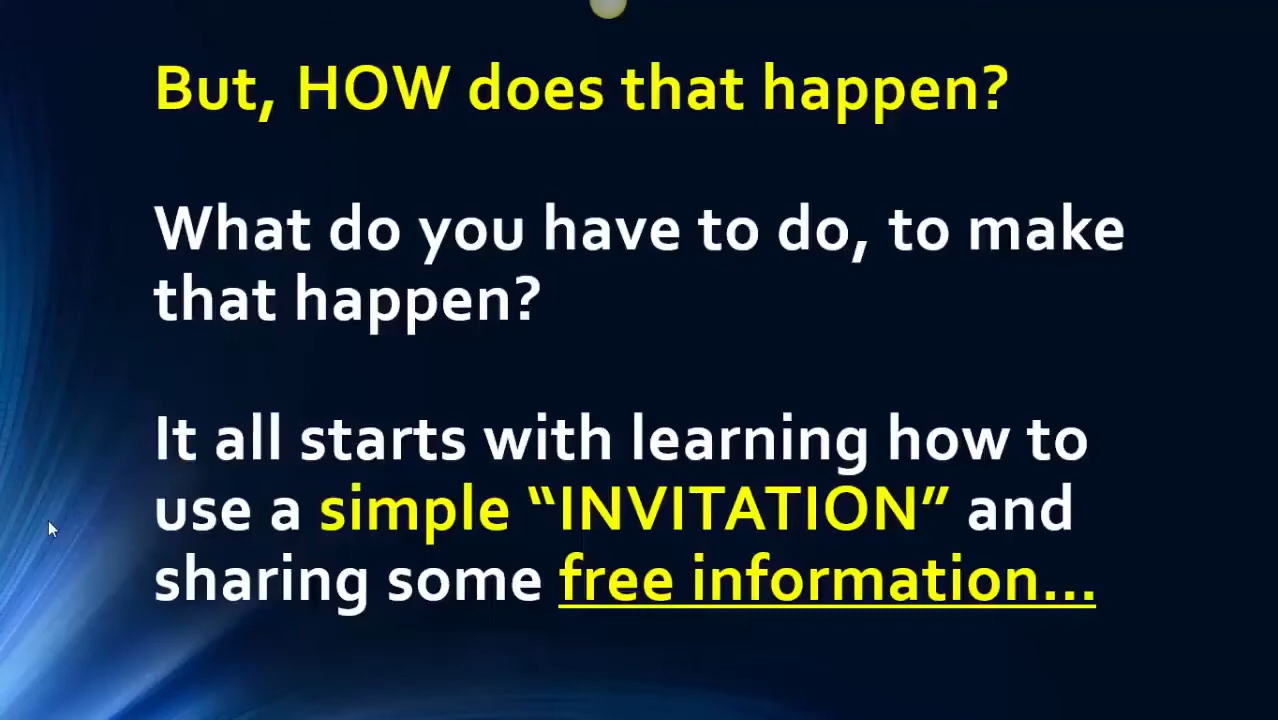 But, HOW does that happen?
What do you have to do, to make
that happen?
It all starts with learning how to
use a simple “INVITATION” and
sharing some free information...